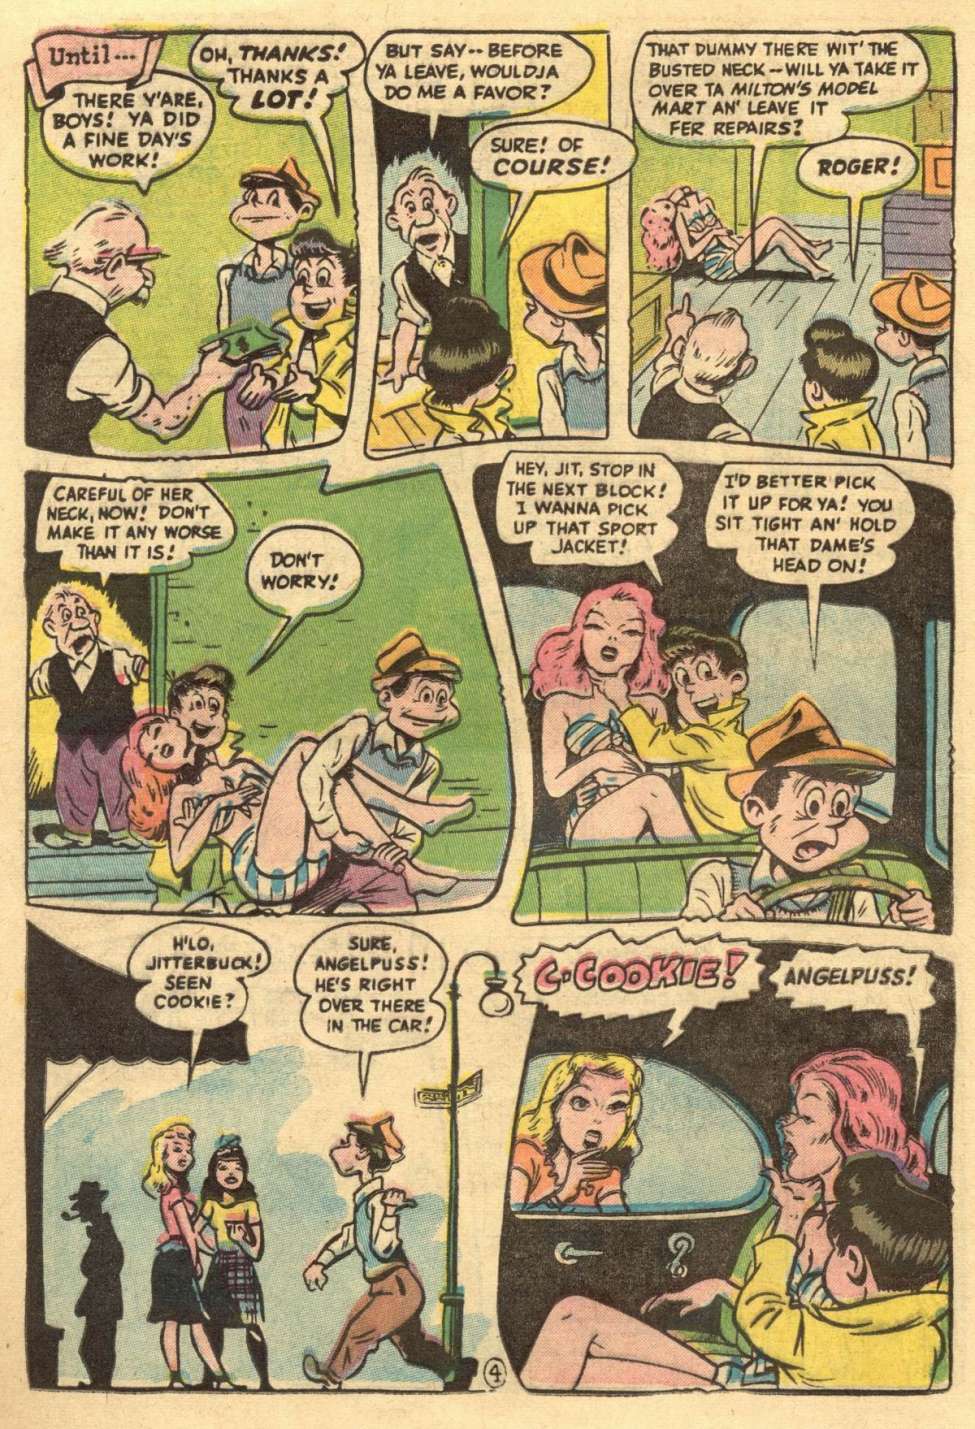 Until---
THERE Y'ARE,
BOYS! YA DID
A FINE DAY'S
WORK!
OH, THANKS!
THANKS A
LOT!
$
BUT SAY-- BEFORE
YA LEAVE, WOULDJA
DO ME A FAVOR?
SURE! OF
COURSE!
THAT DUMMY THERE WIT' THE
BUSTED NECK--WILL YA TAKE IT
OVER TA MILTON'S MODEL
MART AN' LEAVE IT
FER REPAIRS?
ROGER!
CAREFUL OF HER
NECK, NOW! DON'T
MAKE IT ANY WORSE
THAN IT IS!
DON'T
WORRY!
HEY, JIT, STOP IN
THE NEXT BLOCK!
I WANNA PICK
UP THAT SPORT
JACKET!
I'D BETTER PICK
IT UP FOR YA! YOU
SIT TIGHT AN' HOLD
THAT DAME'S
HEAD ON!
H'LO,
JITTERBUCK!
SEEN
COOKIE?
SURE,
ANGELPUSS!
HE'S RIGHT
OVER THERE
IN THE CAR!
4
C-COOKIE!
ANGELPUSS!